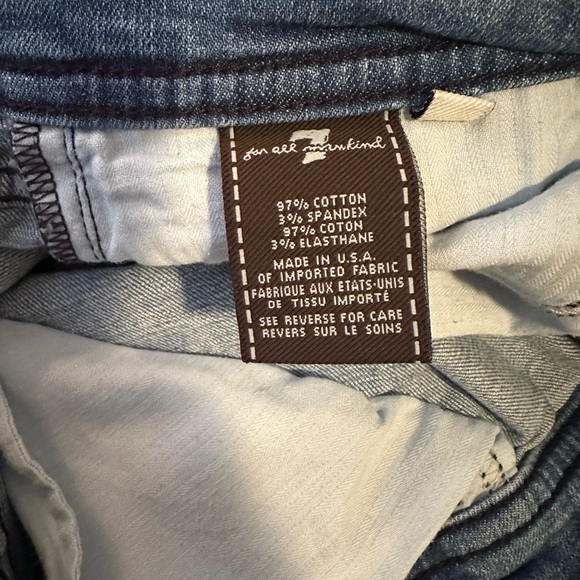 7
for all mankind
97% COTTON
3% SPANDEX
97% COTON
3% ELASTHANE
MADE IN U.S.A.
OF IMPORTED FABRIC
FABRIQUE AUX ETATS-UNIS
DE TISSU IMPORTÉ
SEE REVERSE FOR CARE
REVERS SUR LE SOINS